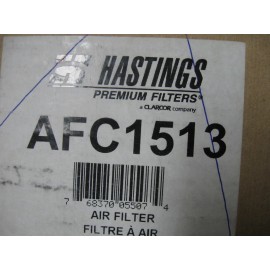 HASTINGS
PREMIUM FILTERS®
a CLARCOR company
AFC1513
7 68370 05507 4
AIR FILTER
FILTRE À AIR